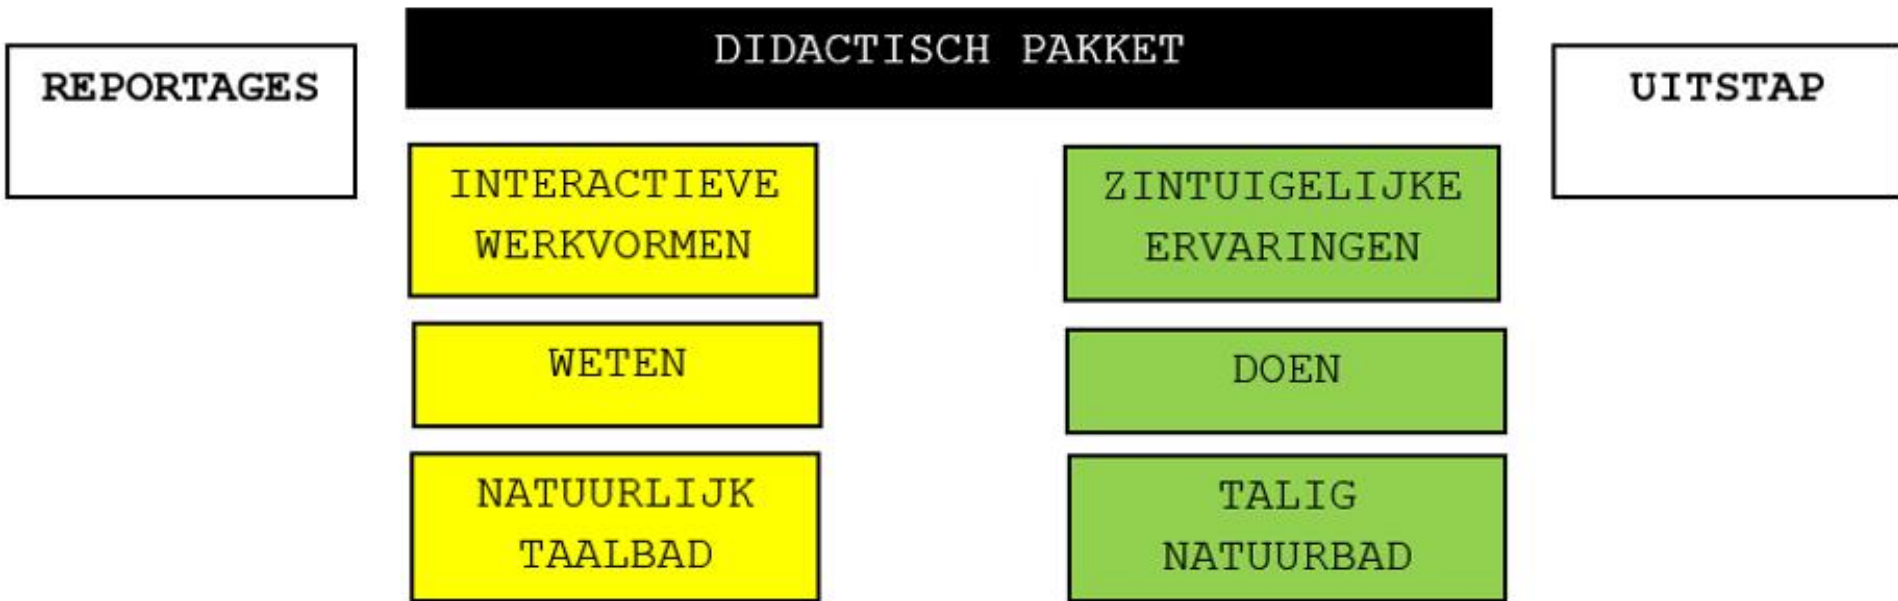 DIDACTISCH PAKKET
REPORTAGES
UITSTAP
INTERACTIEVE
WERKVORMEN
ZINTUIGELIJKE
ERVARINGEN
WETEN
DOEN
NATUURLIJK
TAALBAD
TALIG
NATUURBAD